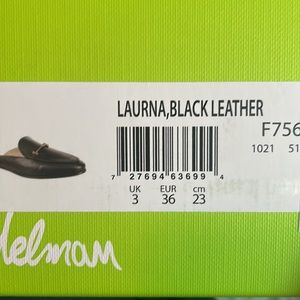 LAURNA,BLACK LEATHER
F756
1021 51
7 27694 63699 4
UK EUR cm
3 36 23
delman